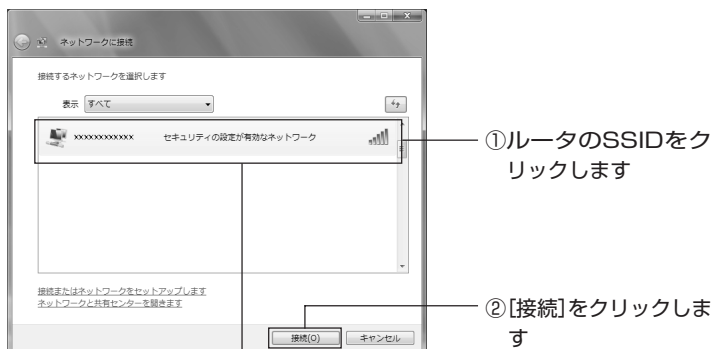 ネットワークに接続
接続するネットワークを選択します
表示 すべて
xxxxxxxxxxxx セキュリティの設定が有効なネットワーク
①ルータのSSIDをク
リックします
接続またはネットワークをセットアップします
ネットワークと共有センターを開きます
②[接続]をクリックしま
す
接続(O) キャンセル